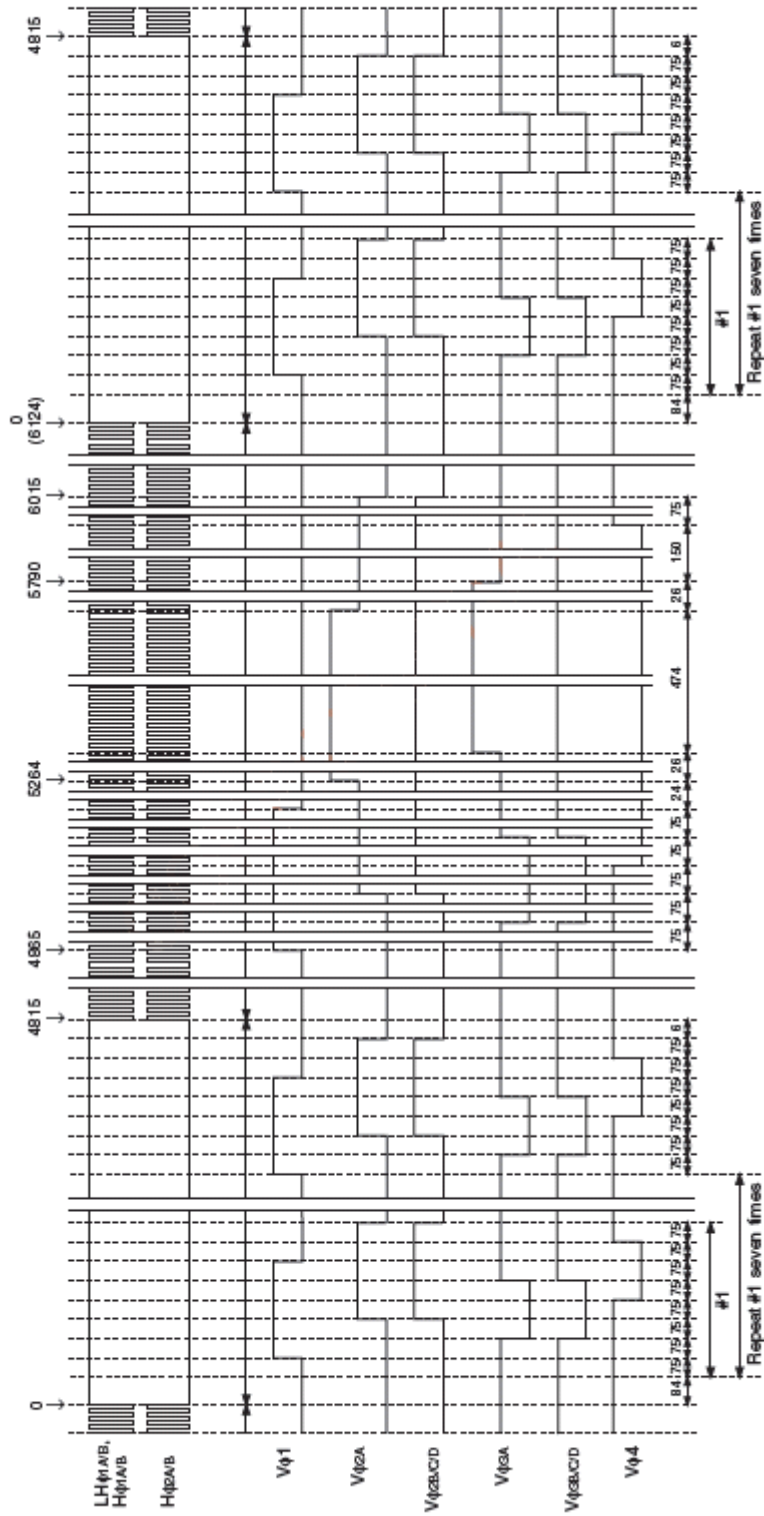 0 4815 4865 5264 5790 6015 0 4815
(6124)
LHφ1A/B,
Hφ1A/B
Hφ2A/B
Vφ1
Vφ2A
Vφ2B/C/D
Vφ3A
Vφ3B/C/D
Vφ4
84 75 75 75 75 75 75 75 75 75 75 75 75 75 75 75 6 75 75 75 75 75 24 26 474 26 150 75 84 75 75 75 75 75 75 75 75 75 75 75 75 75 75 75 6
#1 #1
Repeat #1 seven times Repeat #1 seven times